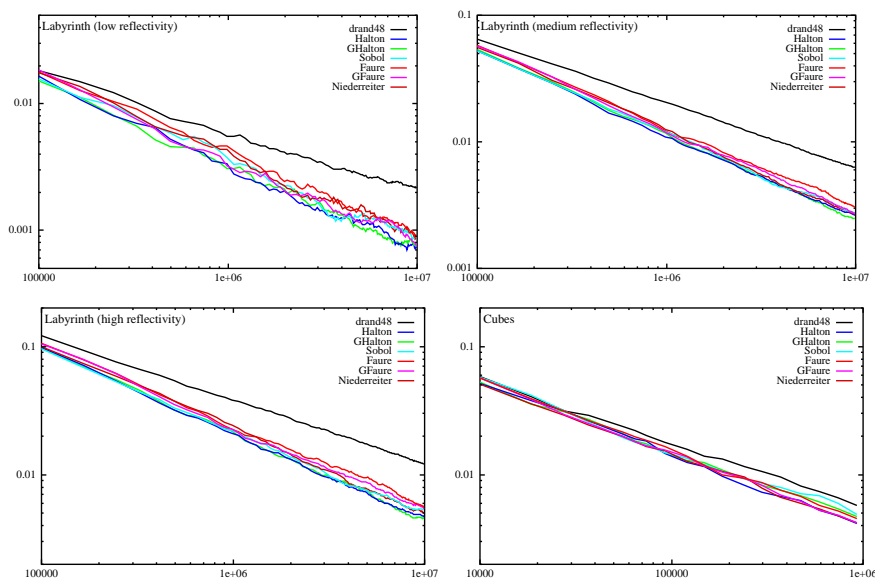 Labyrinth (low reflectivity)
drand48
Halton
GHalton
Sobol
Faure
GFaure
Niederreiter
0.01
0.001
100000
1e+06
1e+07
Labyrinth (medium reflectivity)
drand48
Halton
GHalton
Sobol
Faure
GFaure
Niederreiter
0.1
0.01
0.001
100000
1e+06
1e+07
Labyrinth (high reflectivity)
drand48
Halton
GHalton
Sobol
Faure
GFaure
Niederreiter
0.1
0.01
100000
1e+06
1e+07
Cubes
drand48
Halton
GHalton
Sobol
Faure
GFaure
Niederreiter
0.1
0.01
10000
100000
1e+06